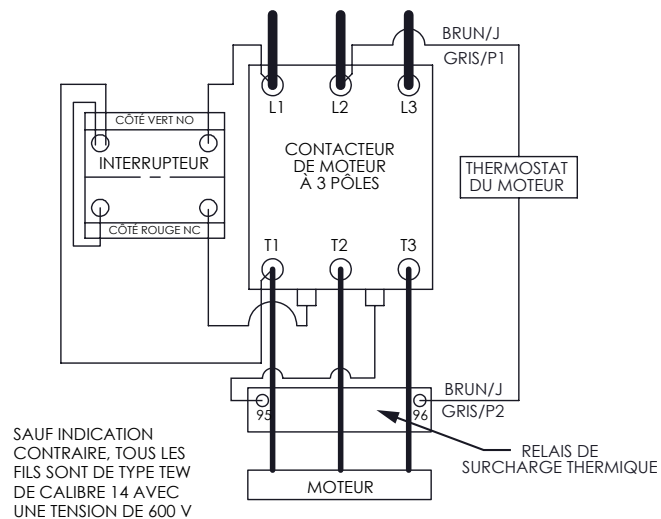 BRUN/J
GRIS/P1
L1 L2 L3
CÔTÉ VERT NO
INTERRUPTEUR
CÔTÉ ROUGE NC
CONTACTEUR
DE MOTEUR
À 3 PÔLES
THERMOSTAT
DU MOTEUR
T1 T2 T3
BRUN/J
GRIS/P2
95 96
RELAIS DE
SURCHARGE THERMIQUE
MOTEUR
SAUF INDICATION
CONTRAIRE, TOUS LES
FILS SONT DE TYPE TEW
DE CALIBRE 14 AVEC
UNE TENSION DE 600 V